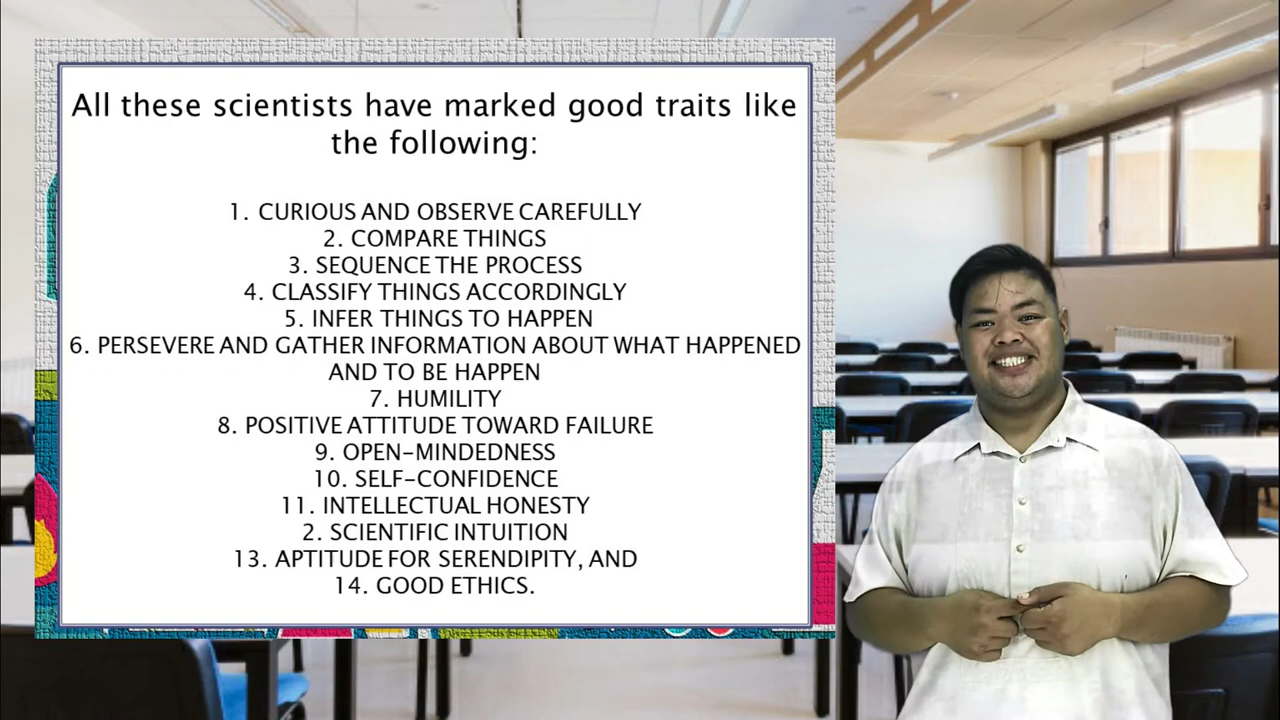 All these scientists have marked good traits like
the following:
1. CURIOUS AND OBSERVE CAREFULLY
2. COMPARE THINGS
3. SEQUENCE THE PROCESS
4. CLASSIFY THINGS ACCORDINGLY
5. INFER THINGS TO HAPPEN
6. PERSEVERE AND GATHER INFORMATION ABOUT WHAT HAPPENED
AND TO BE HAPPEN
7. HUMILITY
8. POSITIVE ATTITUDE TOWARD FAILURE
9. OPEN-MINDEDNESS
10. SELF-CONFIDENCE
11. INTELLECTUAL HONESTY
2. SCIENTIFIC INTUITION
13. APTITUDE FOR SERENDIPITY, AND
14. GOOD ETHICS.